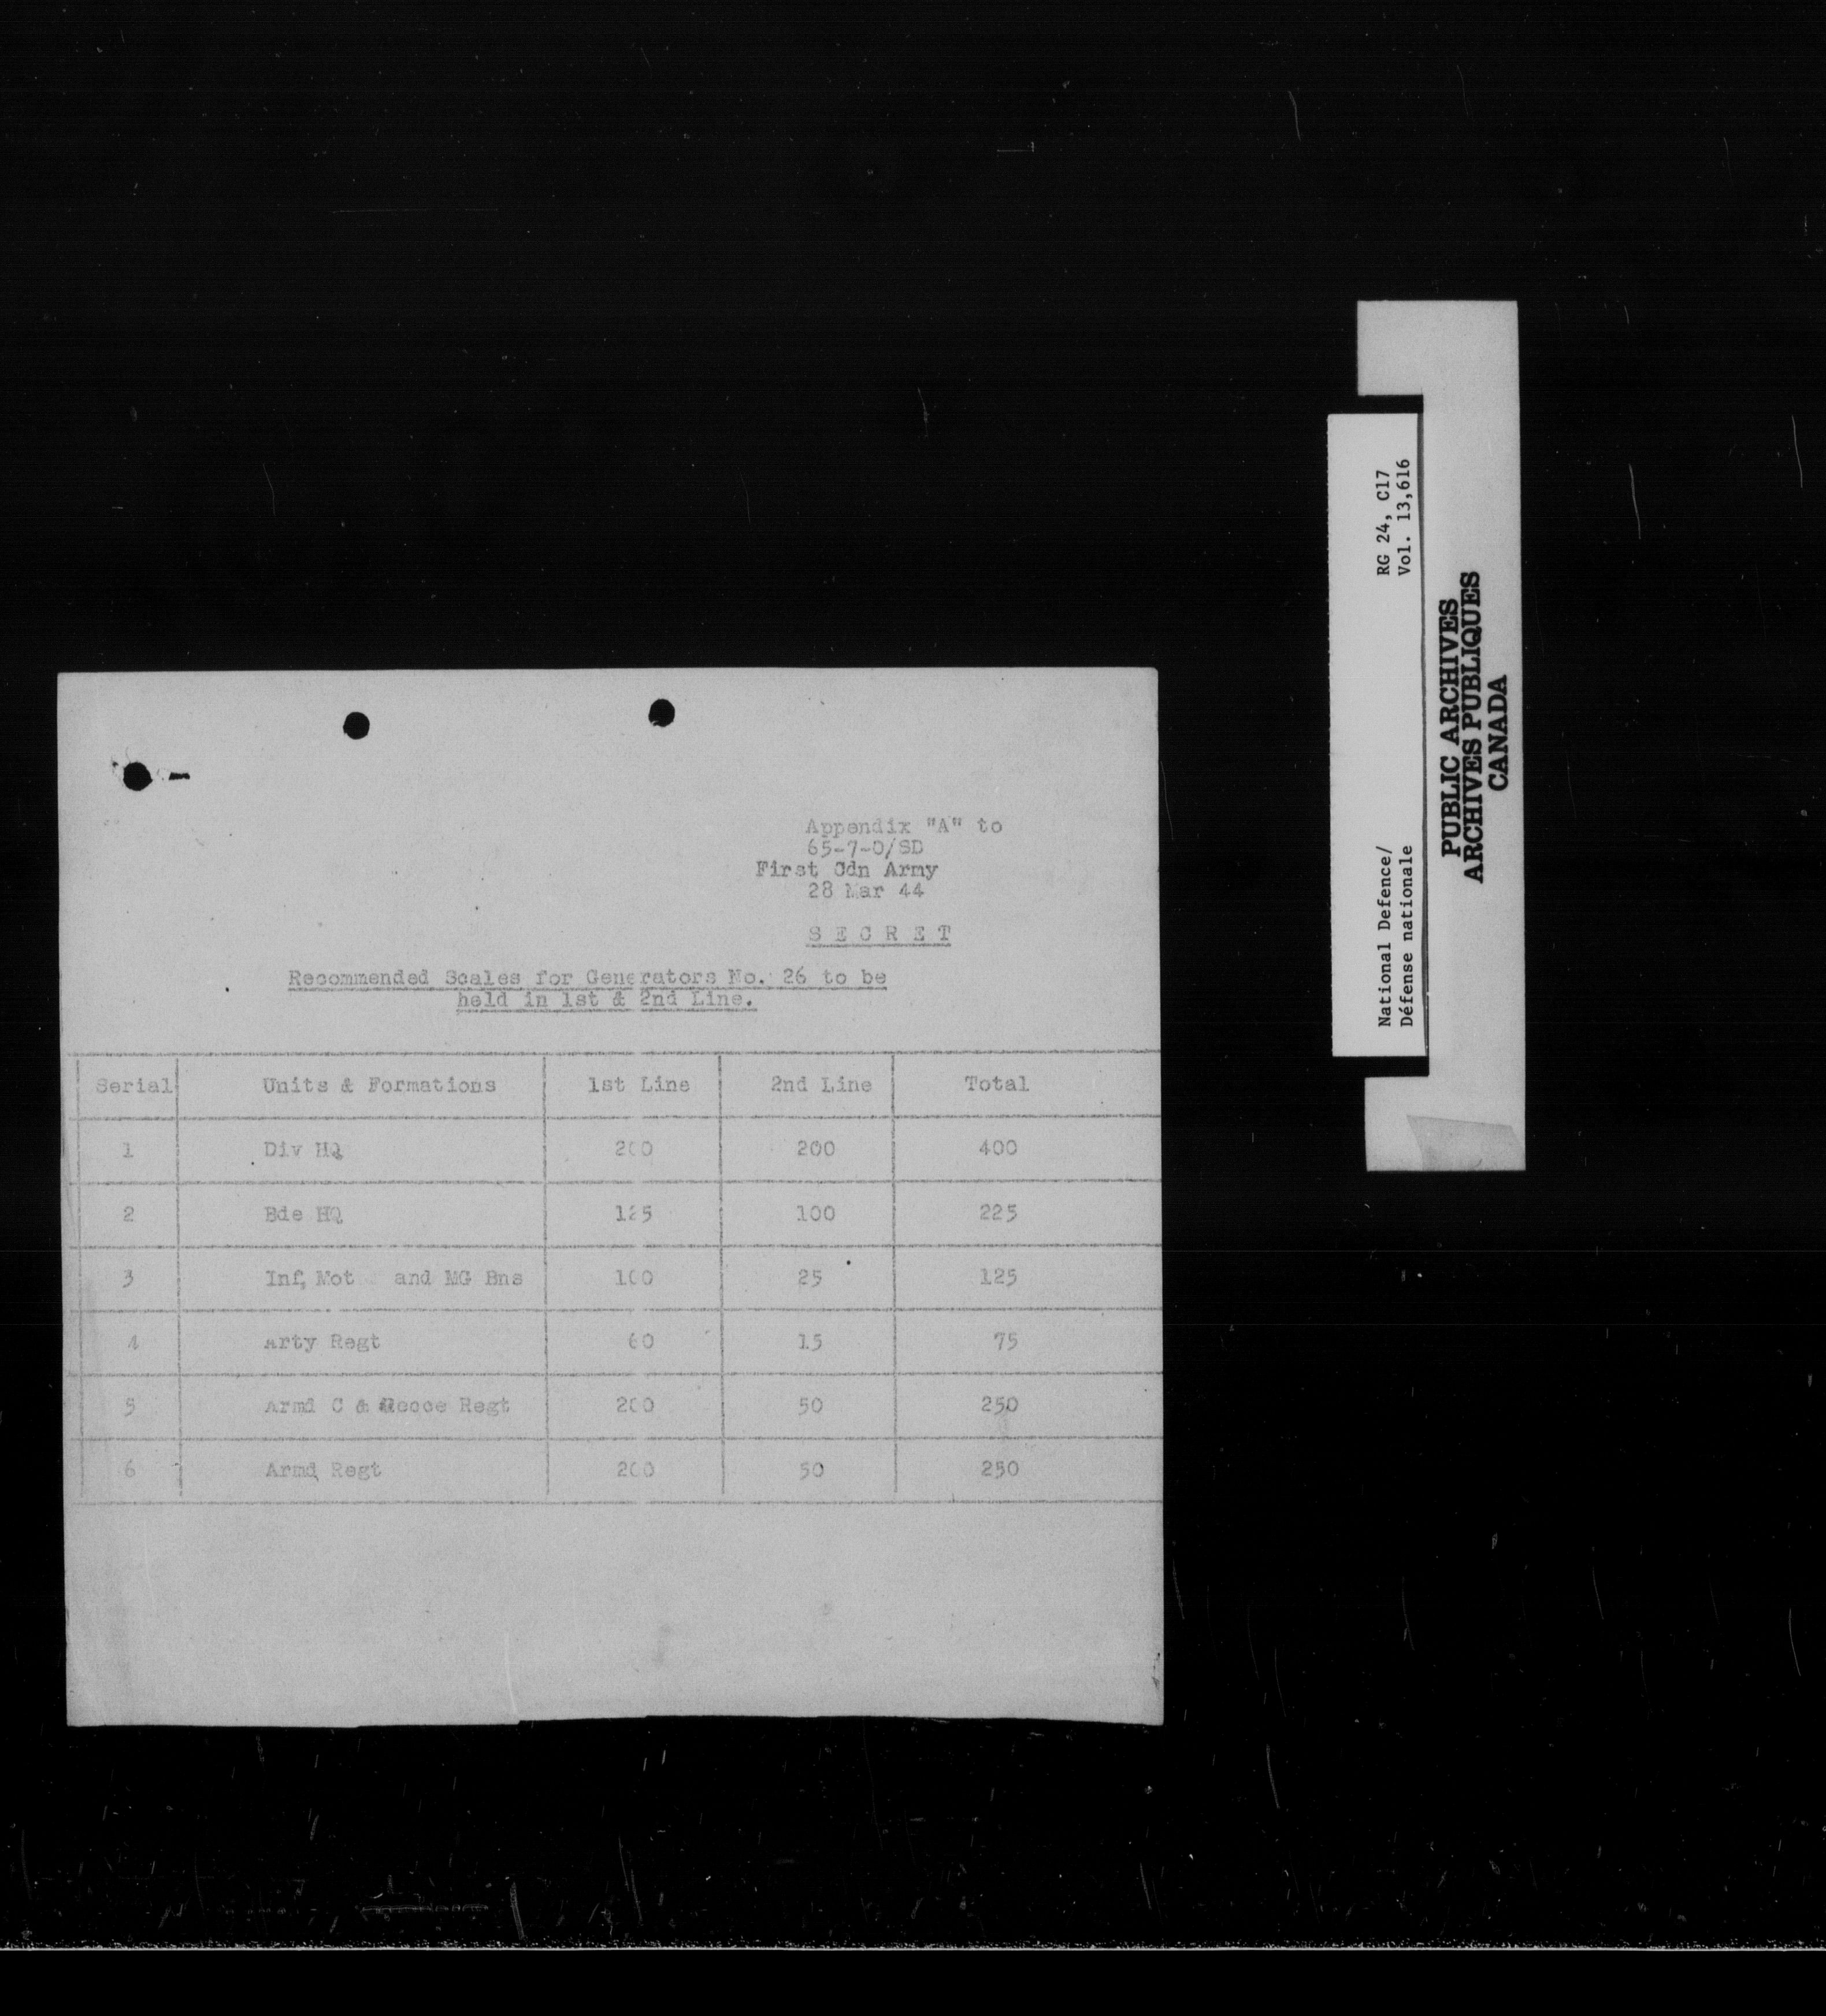 Appendix "A" to
65-7-O/SD
First Cdn Army
28 Mar 44
S E C R E T
Recommended Scales for Generators No. 26 to be
held in 1st & 2nd Line.
Serial Units & Formations 1st Line 2nd Line Total
1 Div HQ 200 200 400
2 Bde HQ 125 100 225
3 Inf, Mot and MG Bns 100 25 125
4 Arty Regt 60 15 75
5 Armd C & Recce Regt 200 50 250
6 Armd Regt 200 50 250
National Defence/ RG 24, C17
Défense nationale Vol. 13,616
PUBLIC ARCHIVES
ARCHIVES PUBLIQUES
CANADA